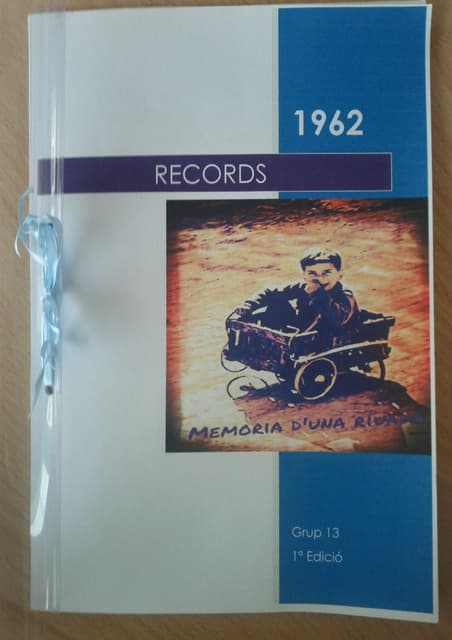 1962
RECORDS
MEMORIA D'UNA
Grup 13
1ª Edició